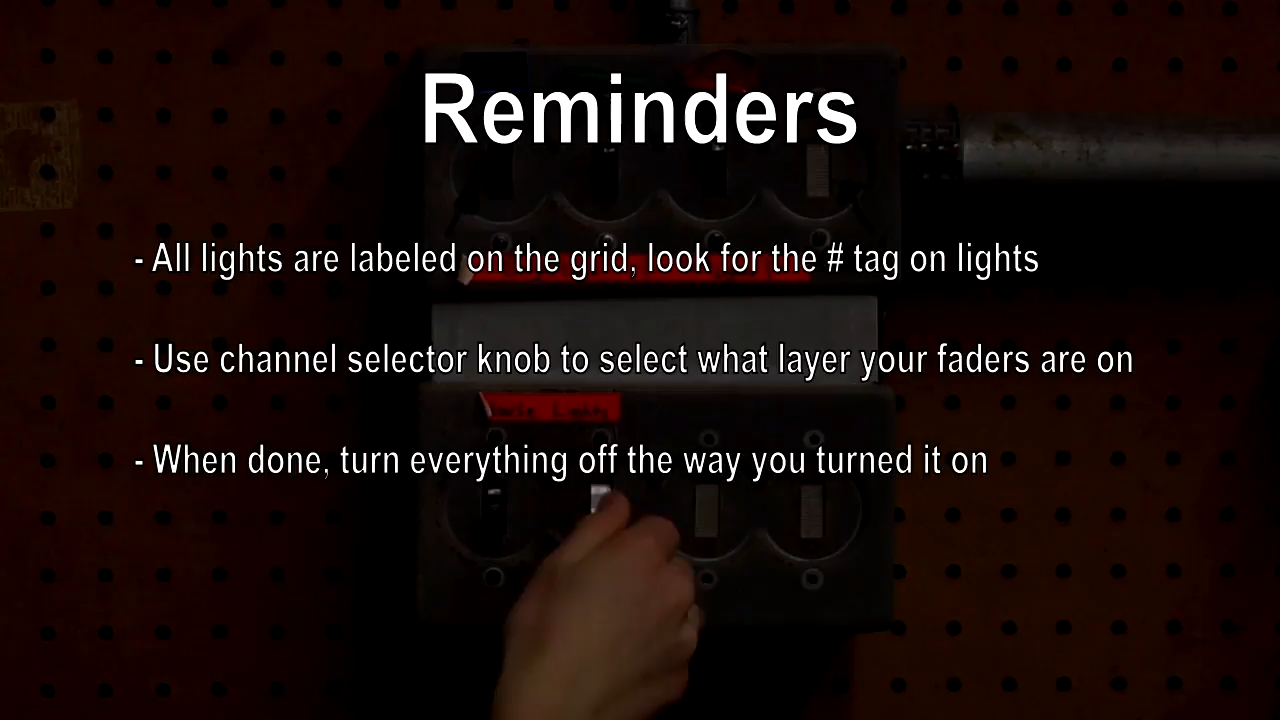 Reminders
- All lights are labeled on the grid, look for the # tag on lights
- Use channel selector knob to select what layer your faders are on
Lights
- When done, turn everything off the way you turned it on